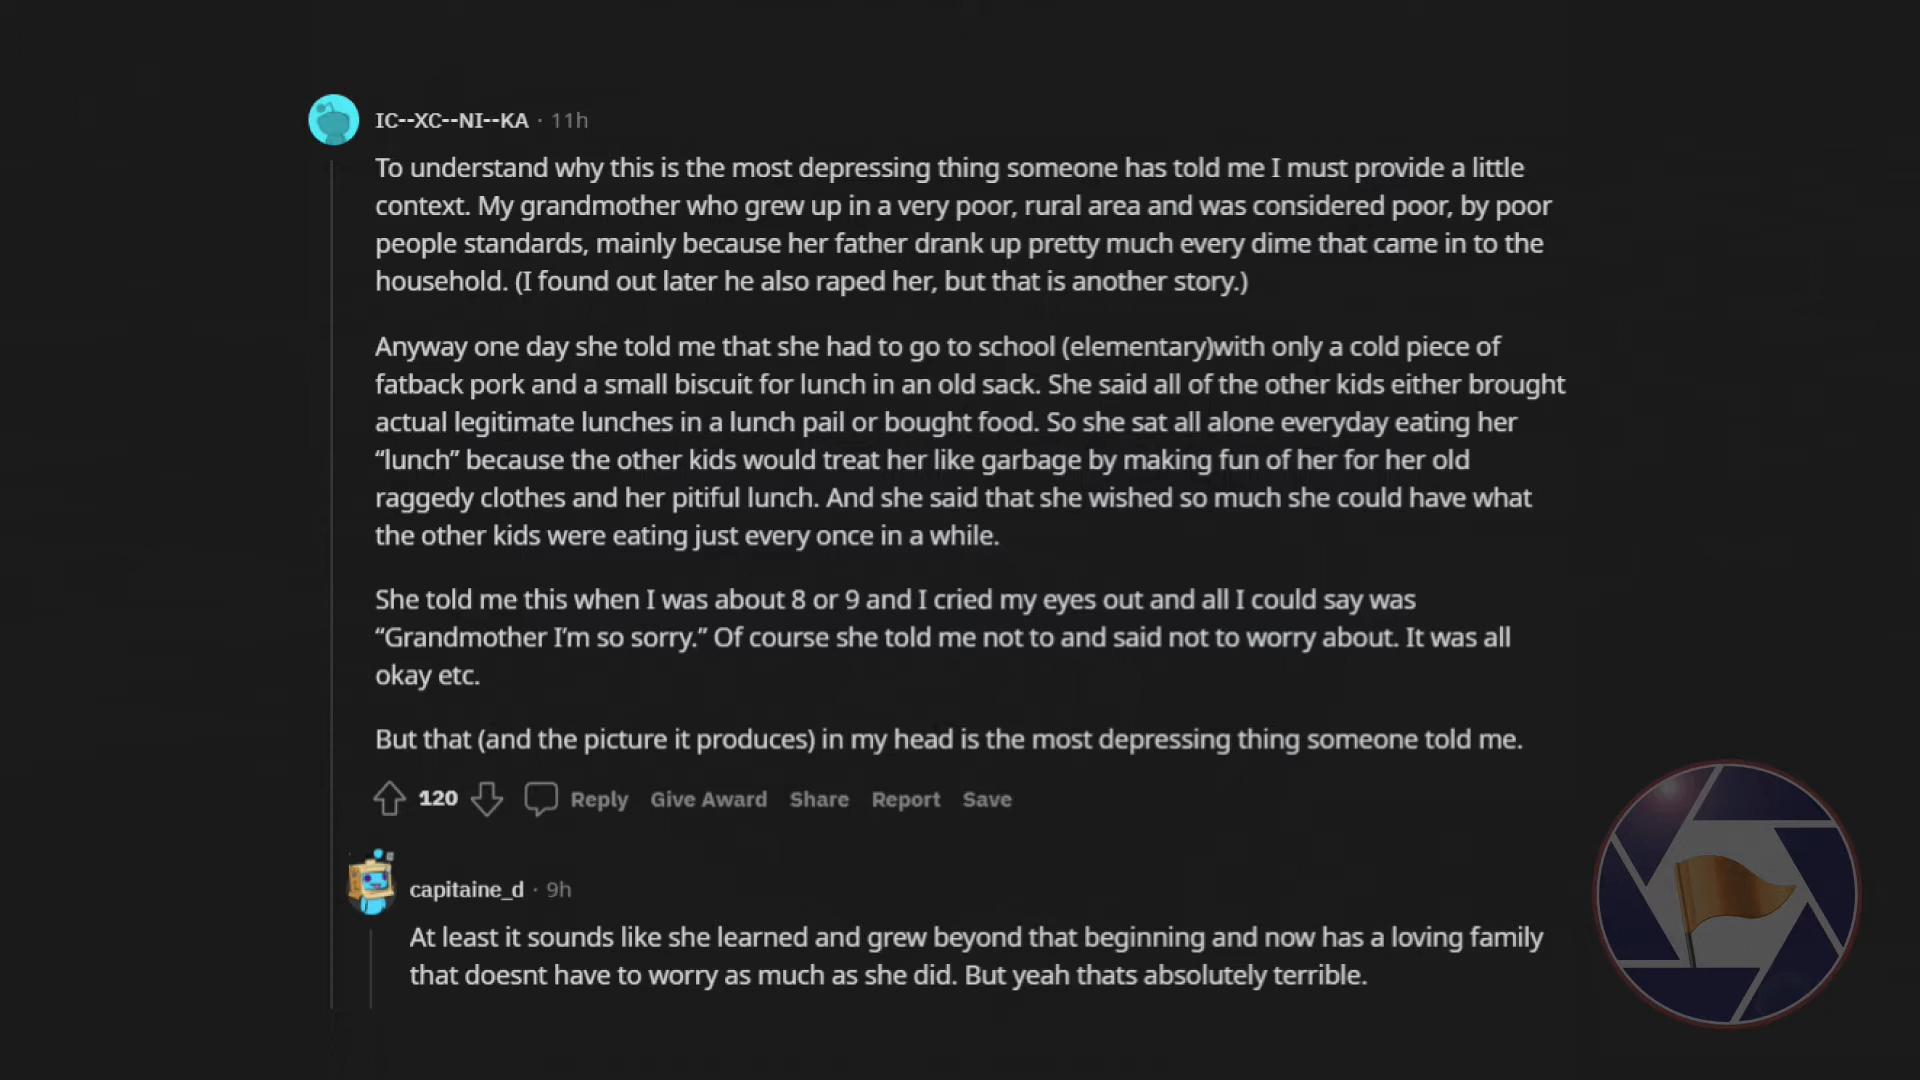 IC--XC--NI--KA · 11h
To understand why this is the most depressing thing someone has told me I must provide a little
context. My grandmother who grew up in a very poor, rural area and was considered poor, by poor
people standards, mainly because her father drank up pretty much every dime that came in to the
household. (I found out later he also raped her, but that is another story.)
Anyway one day she told me that she had to go to school (elementary)with only a cold piece of
fatback pork and a small biscuit for lunch in an old sack. She said all of the other kids either brought
actual legitimate lunches in a lunch pail or bought food. So she sat all alone everyday eating her
“lunch” because the other kids would treat her like garbage by making fun of her for her old
raggedy clothes and her pitiful lunch. And she said that she wished so much she could have what
the other kids were eating just every once in a while.
She told me this when I was about 8 or 9 and I cried my eyes out and all I could say was
“Grandmother I’m so sorry.” Of course she told me not to and said not to worry about. It was all
okay etc.
But that (and the picture it produces) in my head is the most depressing thing someone told me.
120 Reply Give Award Share Report Save
capitaine_d · 9h
At least it sounds like she learned and grew beyond that beginning and now has a loving family
that doesnt have to worry as much as she did. But yeah thats absolutely terrible.